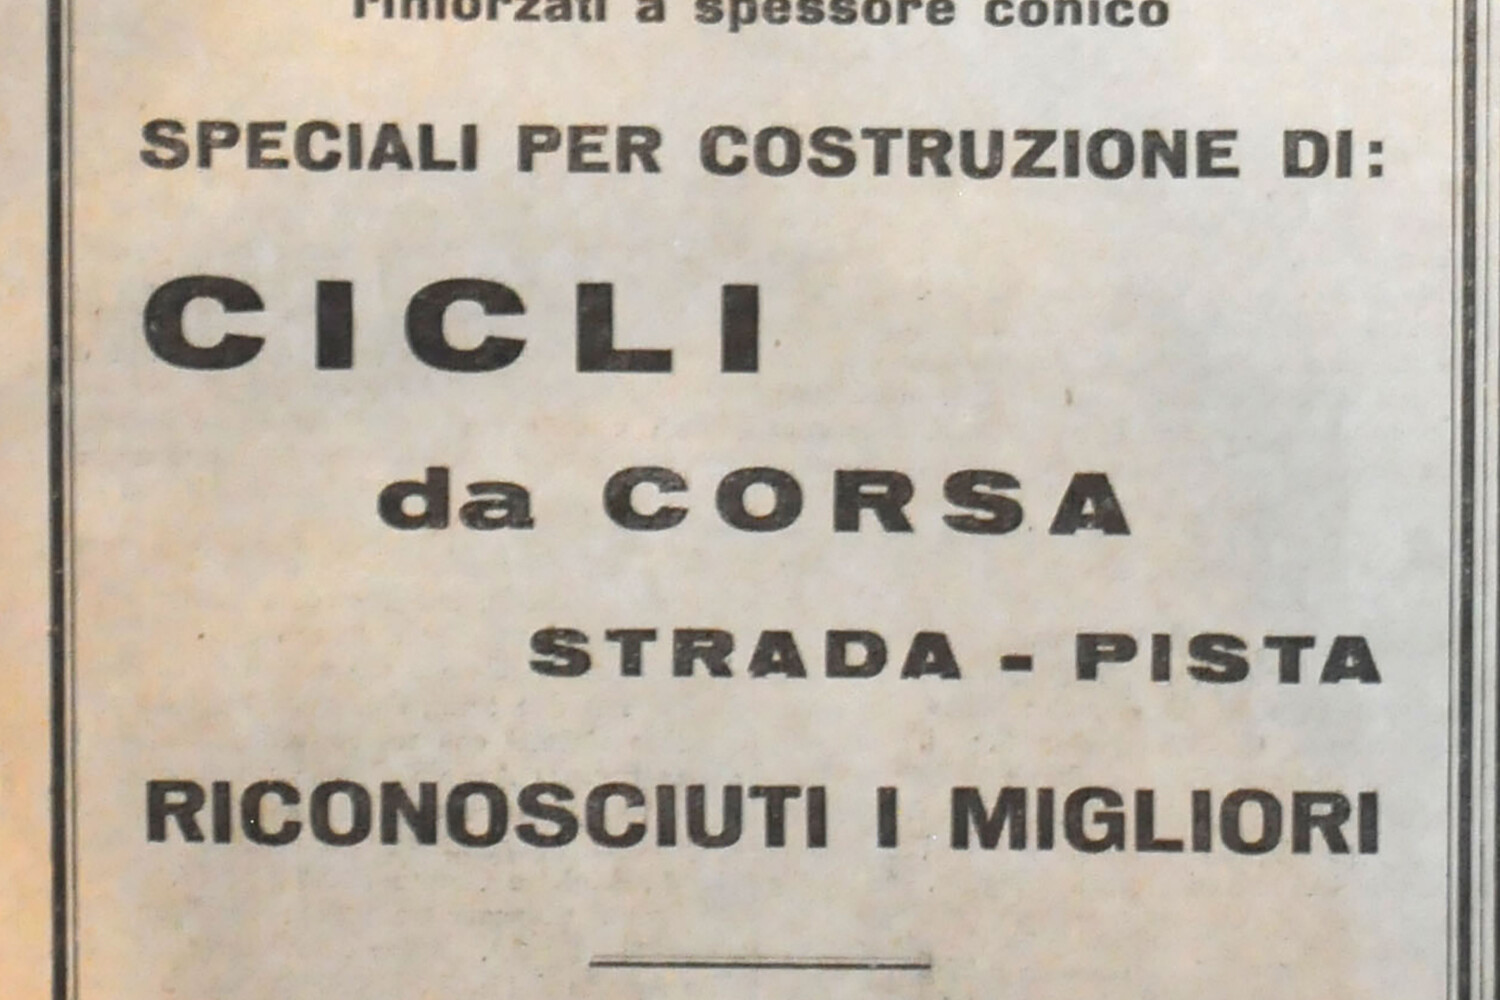 rinforzati a spessore conico
SPECIALI PER COSTRUZIONE DI:
CICLI
da CORSA
STRADA - PISTA
RICONOSCIUTI I MIGLIORI